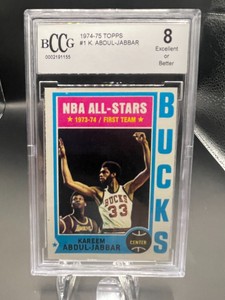 BCCG
0002191155
1974-75 TOPPS
#1 K. ABDUL-JABBAR
8
Excellent
or
Better
NBA ALL-STARS
1973-74 / FIRST TEAM
BUCKS
BUCKS
33
CENTER
KAREEM
ABDUL-JABBAR